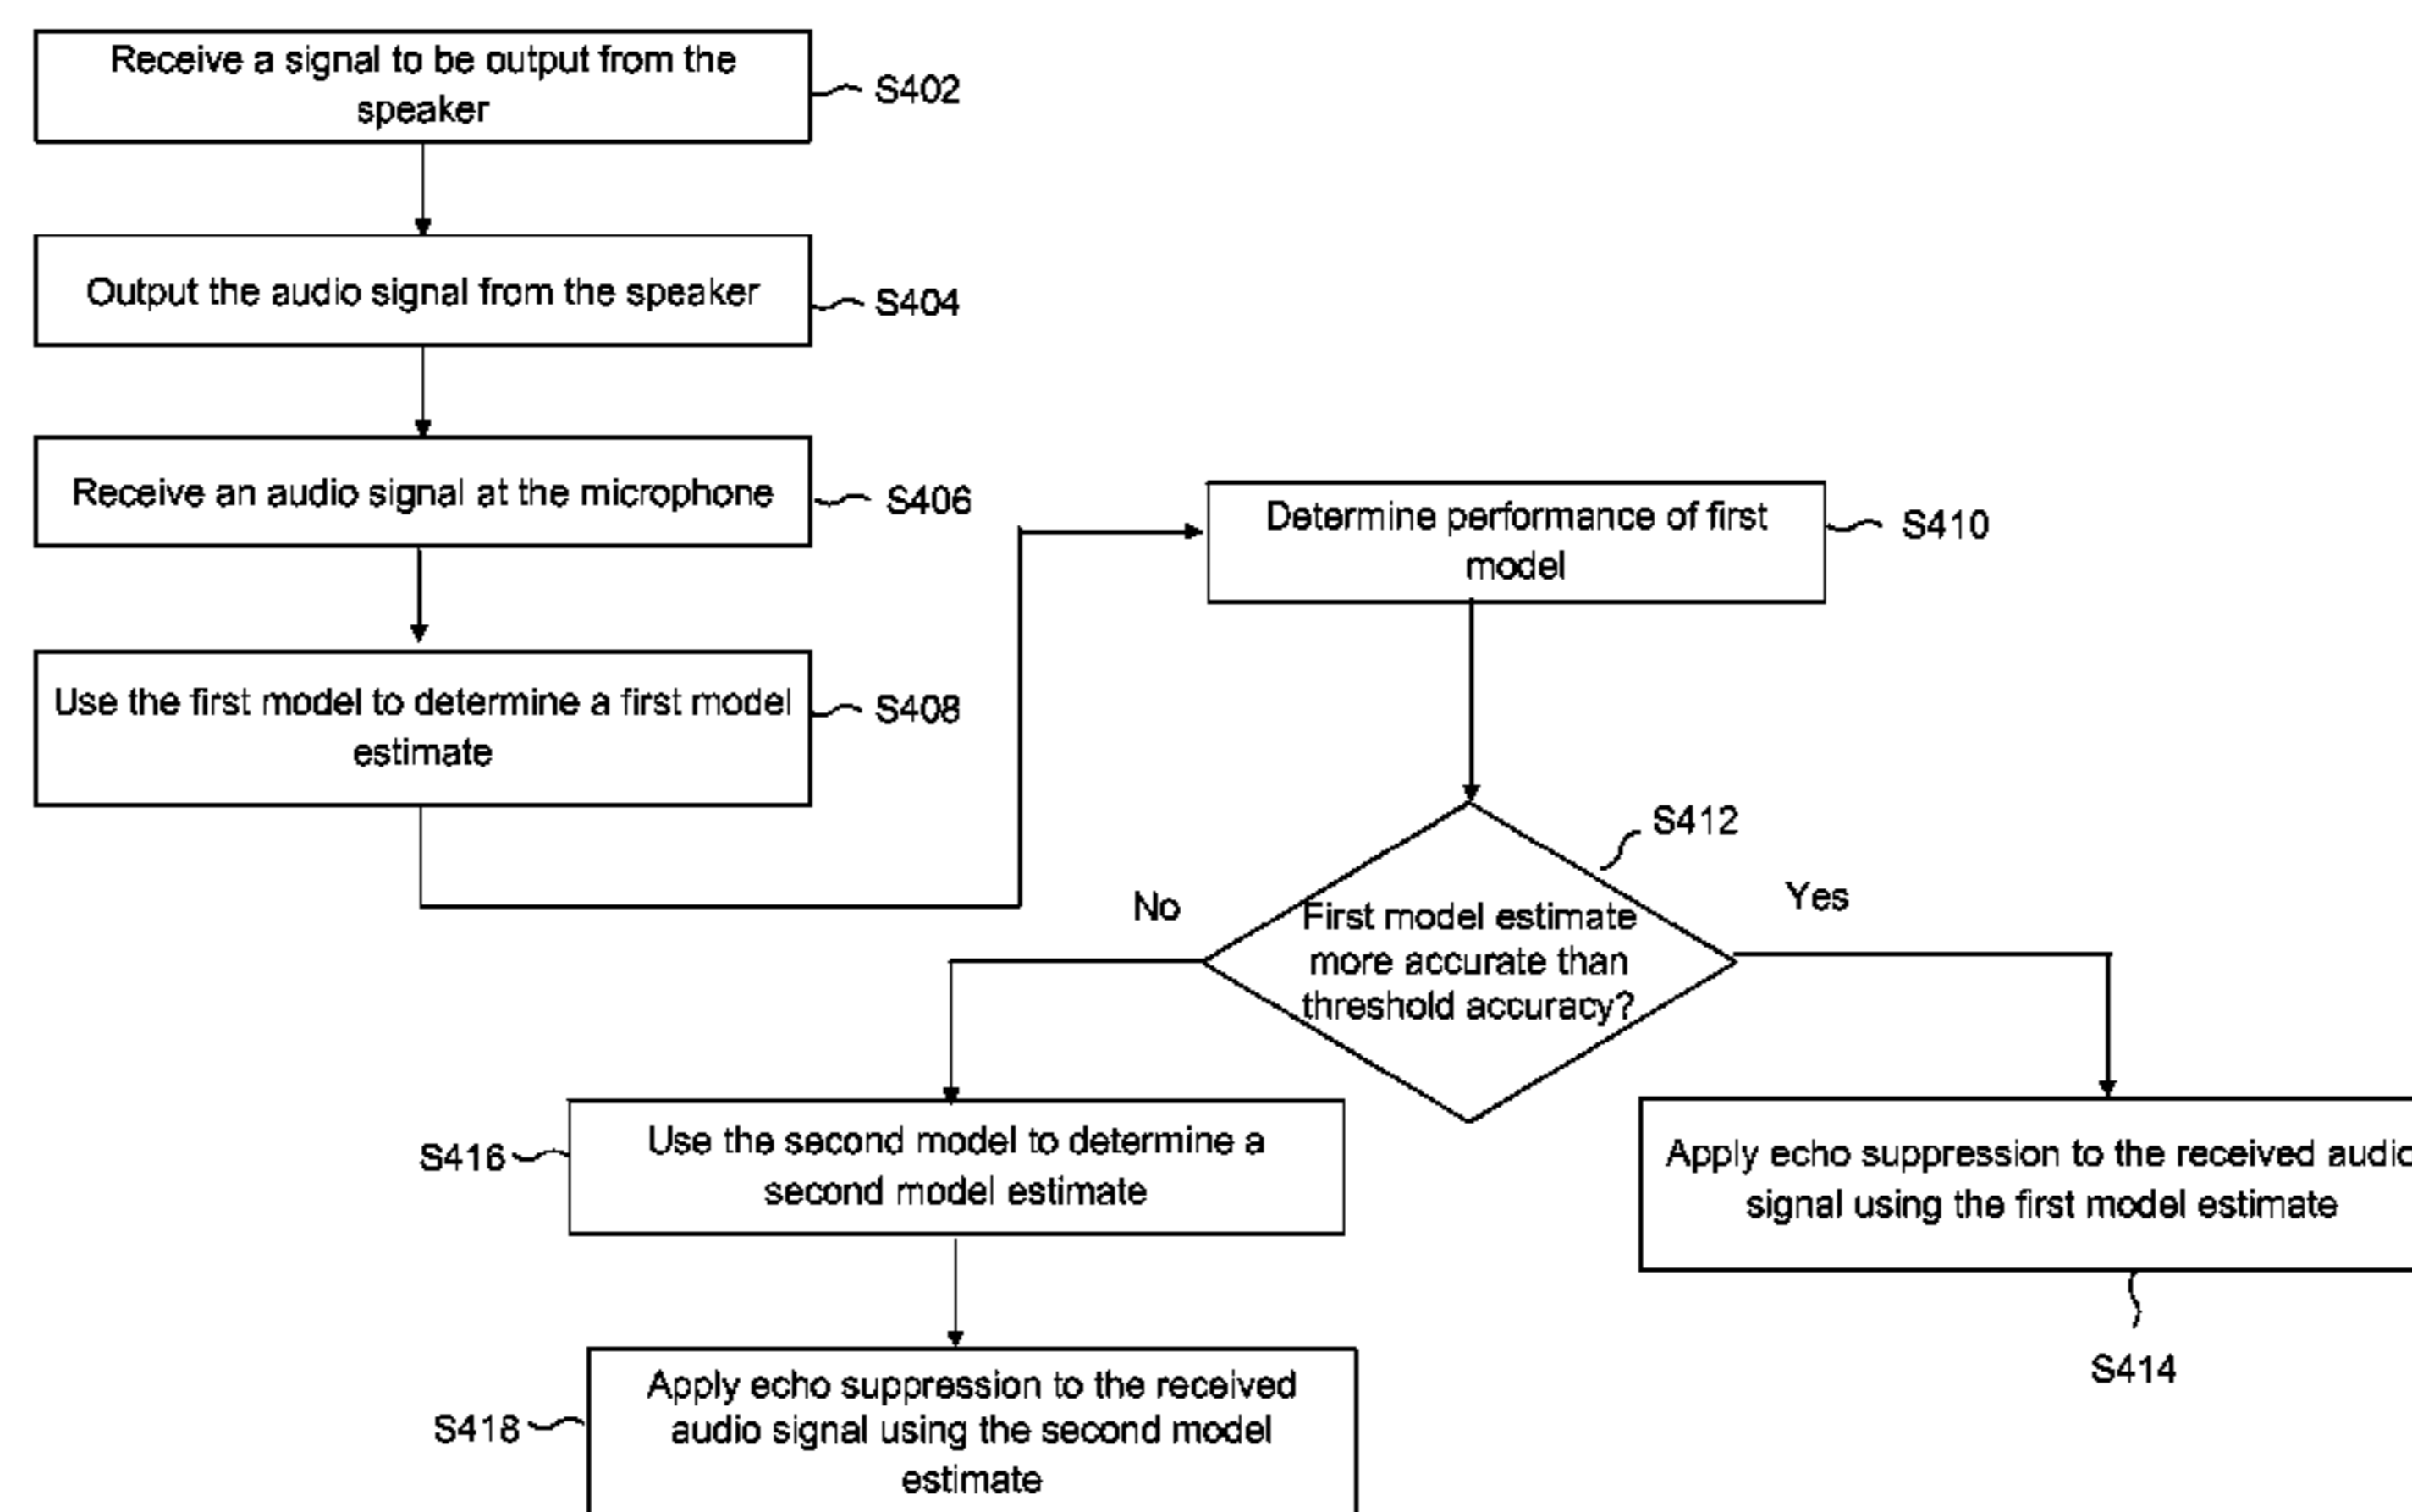 Receive a signal to be output from the
speaker
S402
Output the audio signal from the speaker
S404
Receive an audio signal at the microphone
S406
Use the first model to determine a first model
estimate
S408
Determine performance of first
model
S410
S412
First model estimate
more accurate than
threshold accuracy?
No
Yes
S416
Use the second model to determine a
second model estimate
Apply echo suppression to the received audio
signal using the first model estimate
S414
S418
Apply echo suppression to the received
audio signal using the second model
estimate